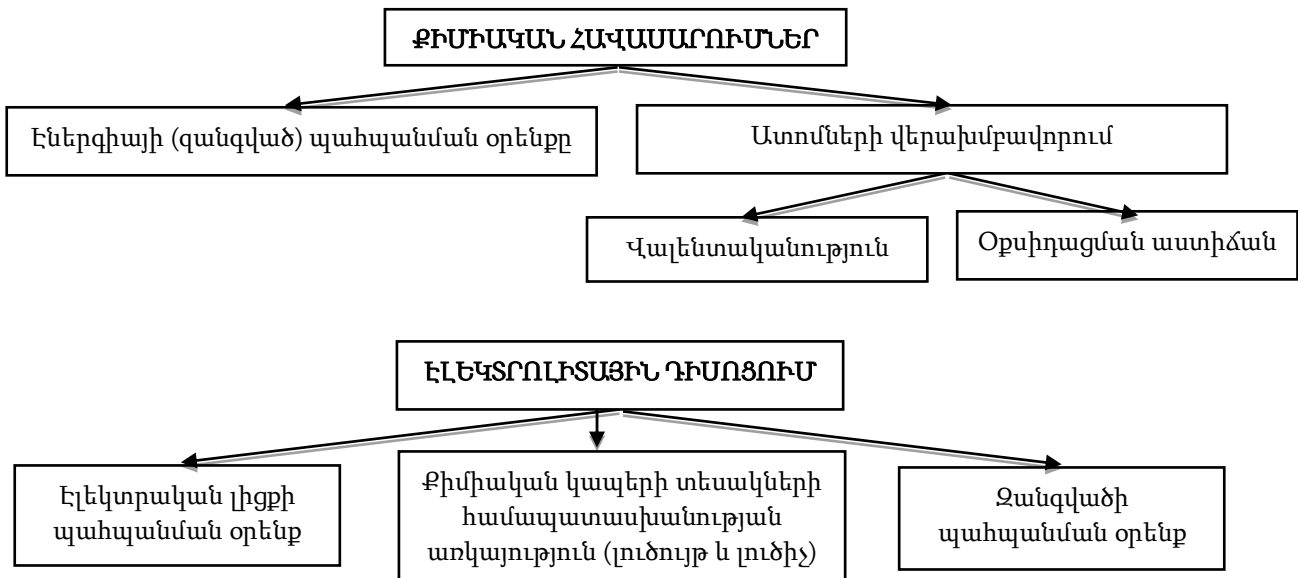 ՔԻՄԻԱԿԱՆ ՀԱՎԱՍԱՐՈՒՄՆԵՐ
Էներգիայի (զանգված) պահպանման օրենքը
Ատոմների վերախմբավորում
Վալենտականություն
Օքսիդացման աստիճան
ԷԼԵԿՏՐՈԼԻՏԱՅԻՆ ԴԻՍՈՑՈՒՄ
Էլեկտրական լիցքի
պահպանման օրենք
Քիմիական կապերի տեսակների
համապատասխանության
առկայություն (լուծույթ և լուծիչ)
Զանգվածի
պահպանման օրենք